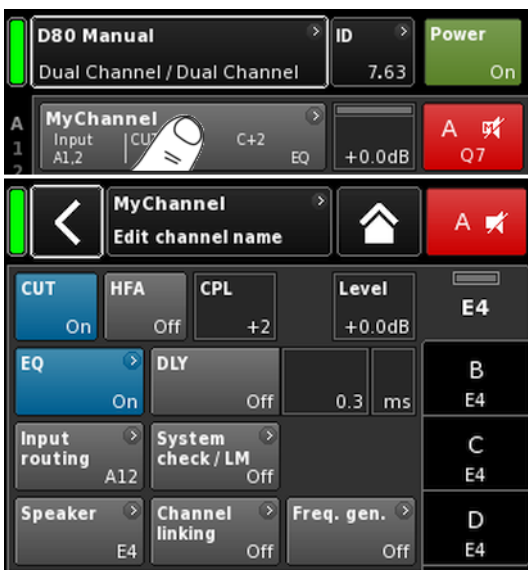 D80 Manual
Dual Channel / Dual Channel
ID
7.63
Power
On
A
1
2
MyChannel
Input
A1,2
C+2
EQ
+0.0dB
A
Q7
MyChannel
Edit channel name
A
CUT
On
HFA
Off
CPL
+2
Level
+0.0dB
E4
EQ
On
DLY
Off
0.3
ms
B
E4
Input
routing
A12
System
check / LM
Off
C
E4
Speaker
E4
Channel
linking
Off
Freq. gen.
Off
D
E4